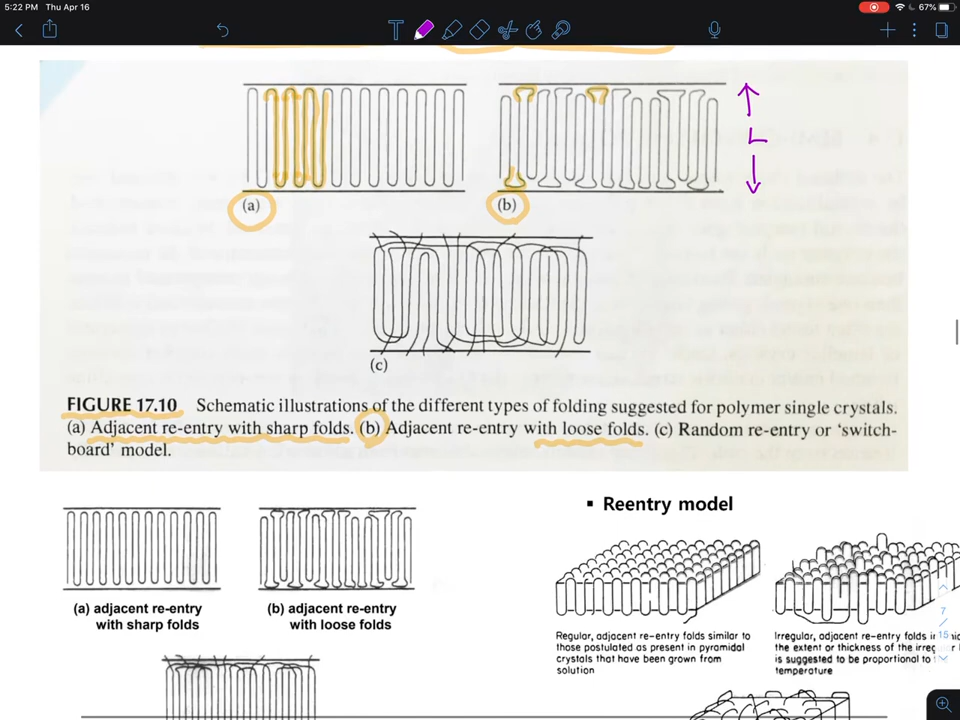 5:22 PM Thu Apr 16
67%
T
L
(a)
(b)
(c)
FIGURE 17.10 Schematic illustrations of the different types of folding suggested for polymer single crystals.
(a) Adjacent re-entry with sharp folds. (b) Adjacent re-entry with loose folds. (c) Random re-entry or ‘switch-
board’ model.
▪ Reentry model
(a) adjacent re-entry
with sharp folds
(b) adjacent re-entry
with loose folds
Regular, adjacent re-entry folds similar to
those postulated as present in pyramidal
crystals that have been grown from
solution
Irregular, adjacent re-entry folds
the extent or thickness of the
is suggested to be proportional to
temperature
7
/
15